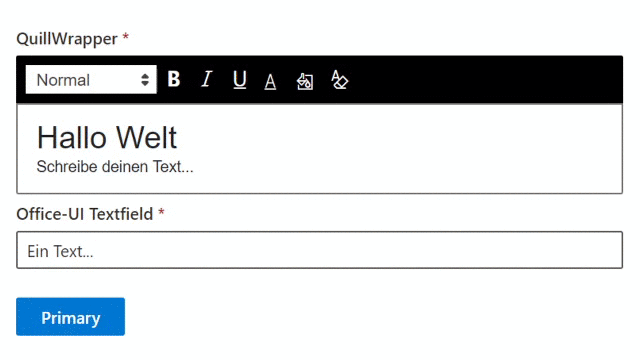 QuillWrapper *
Normal B I U A A
Hallo Welt
Schreibe deinen Text...
Office-UI Textfield *
Ein Text...
Primary